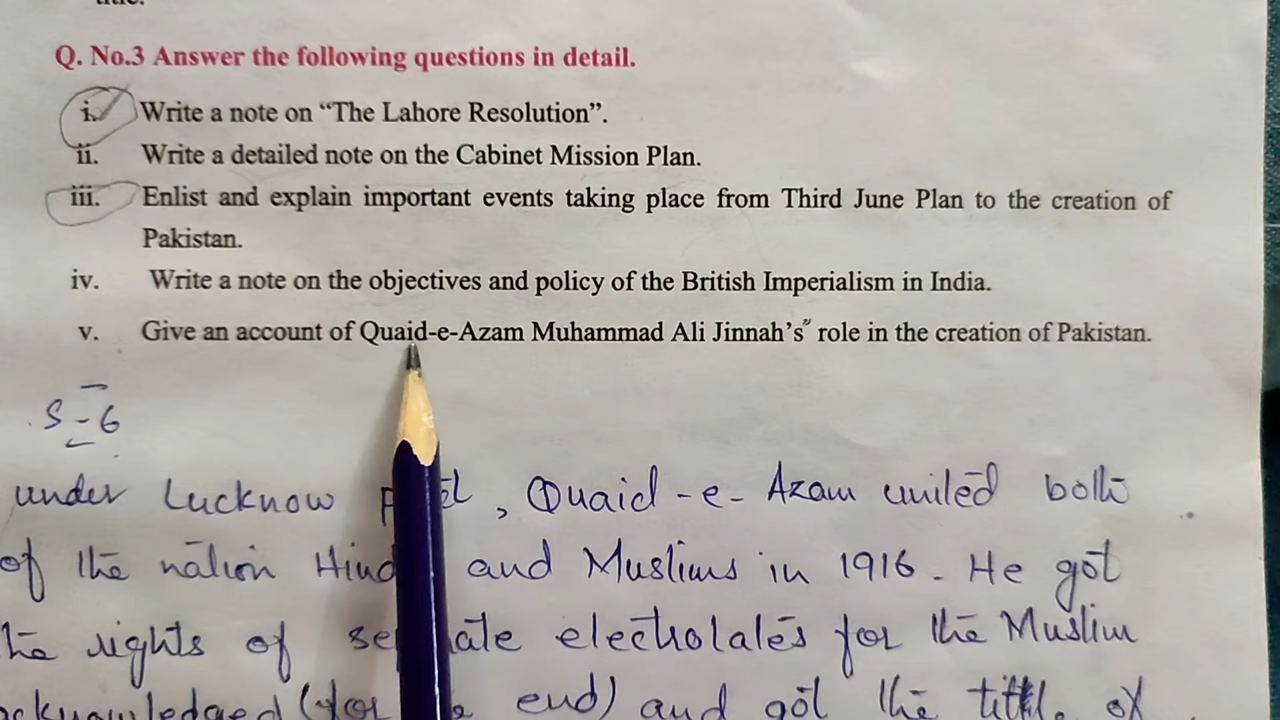 title.
Q. No.3 Answer the following questions in detail.
i. Write a note on “The Lahore Resolution”.
ii. Write a detailed note on the Cabinet Mission Plan.
iii. Enlist and explain important events taking place from Third June Plan to the creation of
Pakistan.
iv. Write a note on the objectives and policy of the British Imperialism in India.
v. Give an account of Quaid-e-Azam Muhammad Ali Jinnah’s” role in the creation of Pakistan.
S-6
under Lucknow , Quaid-e-Azam united both
of the nation and Muslims in 1916. He got
the rights of electrolates for the Muslim
end) and got the tittle of